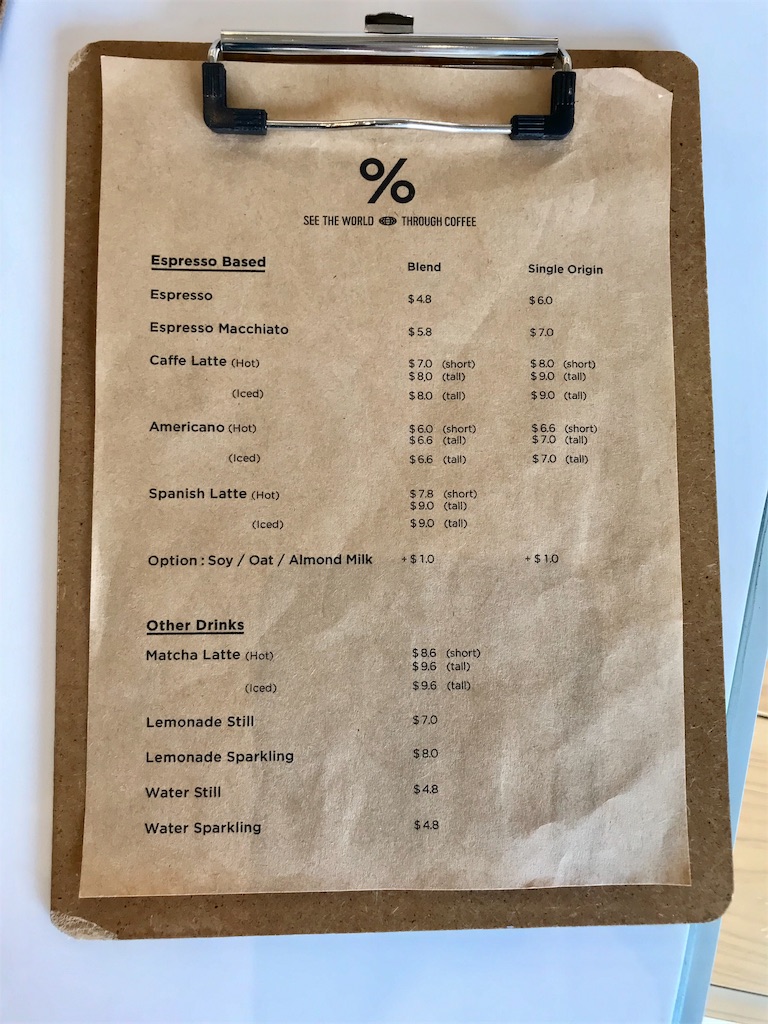 %
SEE THE WORLD THROUGH COFFEE
Espresso Based Blend Single Origin
Espresso $4.8 $6.0
Espresso Macchiato $5.8 $7.0
Caffe Latte (Hot) $7.0 (short) $8.0 (short)
$8.0 (tall) $9.0 (tall)
(Iced) $8.0 (tall) $9.0 (tall)
Americano (Hot) $6.0 (short) $6.6 (short)
$6.6 (tall) $7.0 (tall)
(Iced) $6.6 (tall) $7.0 (tall)
Spanish Latte (Hot) $7.8 (short)
$9.0 (tall)
(Iced) $9.0 (tall)
Option : Soy / Oat / Almond Milk + $1.0 + $1.0
Other Drinks
Matcha Latte (Hot) $8.6 (short)
$9.6 (tall)
(Iced) $9.6 (tall)
Lemonade Still $7.0
Lemonade Sparkling $8.0
Water Still $4.8
Water Sparkling $4.8